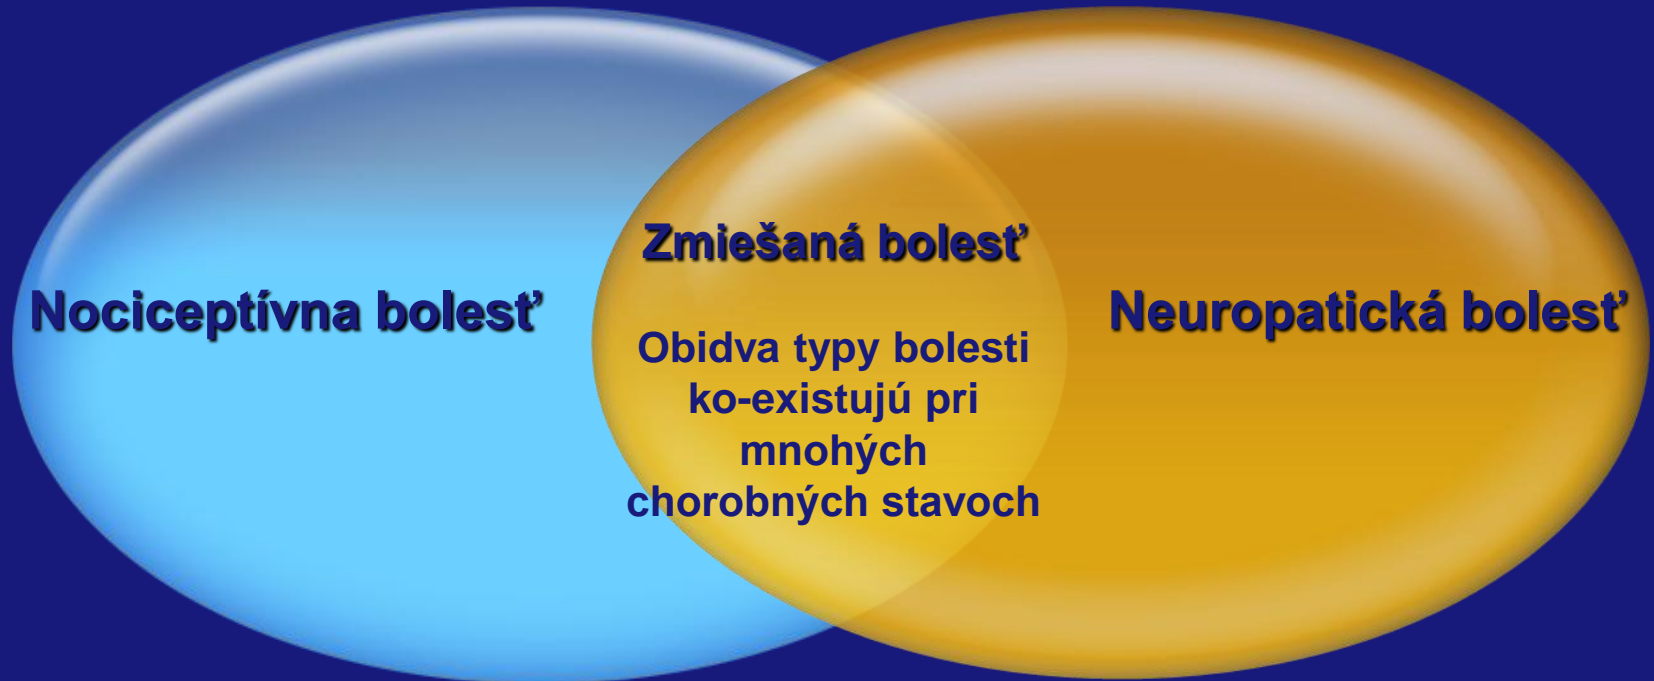 Nociceptívna bolesť
Zmiešaná bolesť
Obidva typy bolesti
ko-existujú pri
mnohých
chorobných stavoch
Neuropatická bolesť